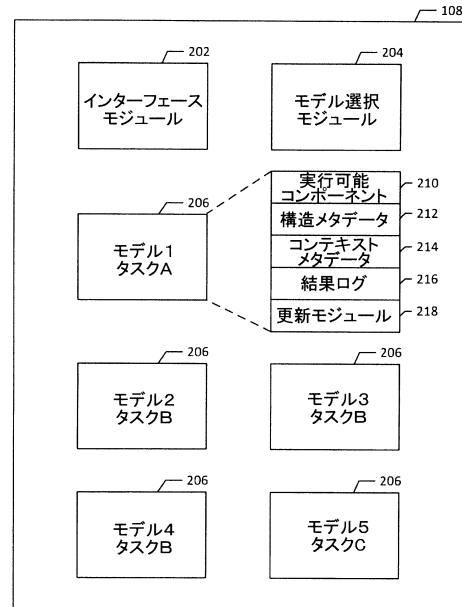 108
202
インターフェース
モジュール
204
モデル選択
モジュール
206
モデル1
タスクA
実行可能
コンポーネント
210
構造メタデータ
212
コンテキスト
メタデータ
214
結果ログ
216
更新モジュール
218
206
モデル2
タスクB
206
モデル3
タスクB
206
モデル4
タスクB
206
モデル5
タスクC